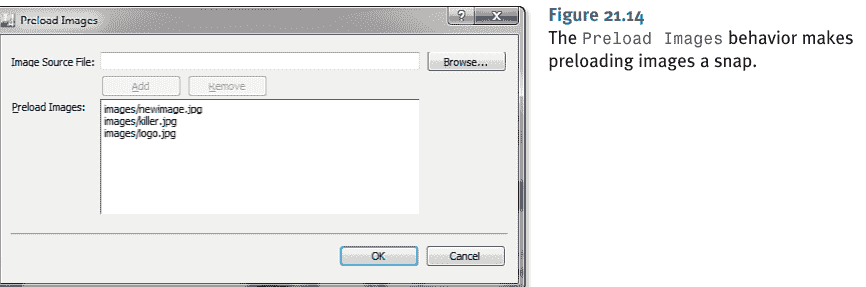 Preload Images
Image Source File:
Browse...
Add
Remove
Preload Images:
images/newimage.jpg
images/killer.jpg
images/logo.jpg
OK
Cancel
Figure 21.14
The Preload Images behavior makes
preloading images a snap.